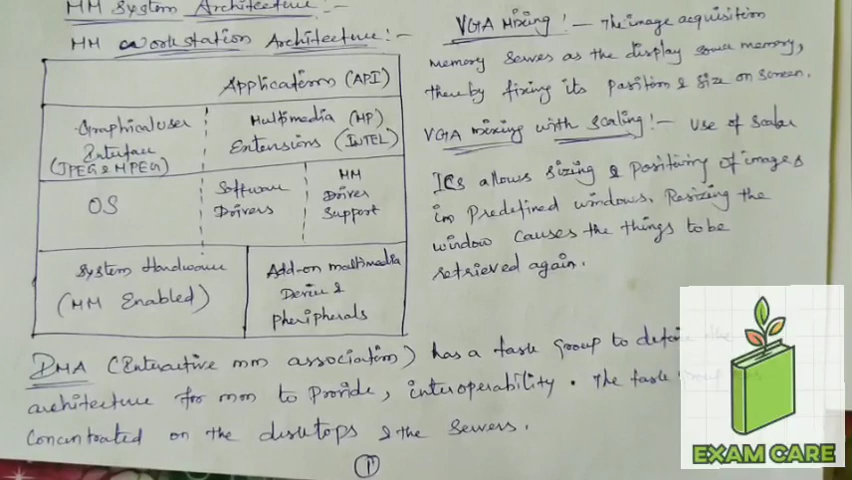 MM System Architecture :-
MM Workstation Architecture :-
Applications (API)
Graphical user
Interface
(JPEG & MPEG)
Multimedia (MP)
Extensions (INTEL)
OS
Software
Drivers
MM
Driver
Support
System Hardware
(MM Enabled)
Add-on multimedia
Device &
Pheripherals
VGA Mixing :- The image acquisition
memory serves as the display source memory,
thereby fixing its position & size on screen.
VGA mixing with scaling :- Use of scalar
ICs allows sizing & positioning of images
in Predefined windows. Resizing the
window causes the things to be
retrieved again.
IMA (Interactive mm association) has a task group to define the
architecture for mm to Provide, interoperability. The task group has
Concentrated on the desktops & the servers.
1
EXAM CARE